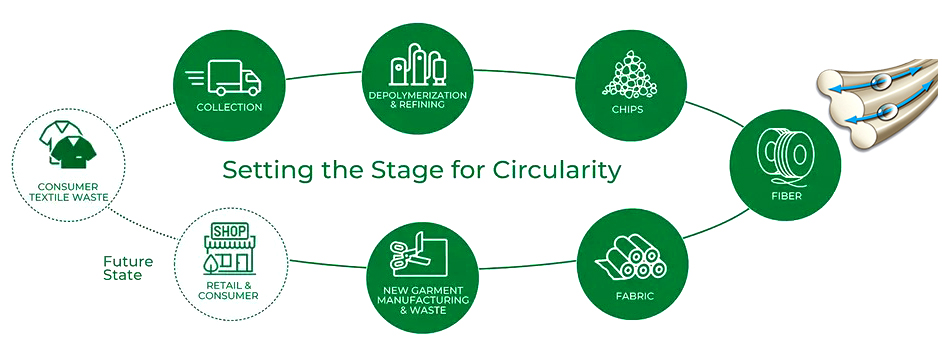 COLLECTION
DEPOLYMERIZATION
& REFINING
CHIPS
CONSUMER
TEXTILE WASTE
Setting the Stage for Circularity
FIBER
Future
State
SHOP
RETAIL &
CONSUMER
NEW GARMENT
MANUFACTURING
& WASTE
FABRIC